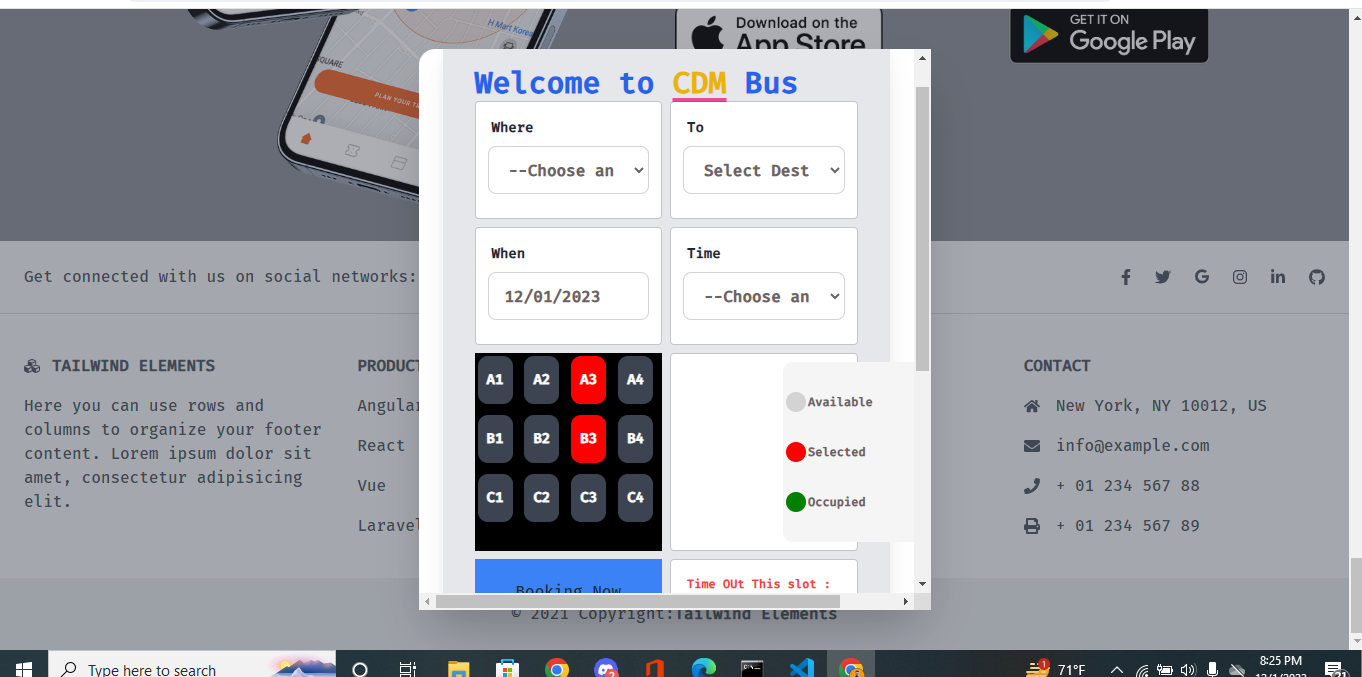 H Mart Korea
SQUARE
PLAN YOUR T
Download on the
App Store
GET IT ON
Google Play
Welcome to CDM Bus
Where
To
--Choose an
Select Dest
When
Time
12/01/2023
--Choose an
A1 A2 A3 A4
B1 B2 B3 B4
C1 C2 C3 C4
Available
Selected
Occupied
Booking Now
Time OUt This slot :
Get connected with us on social networks:
TAILWIND ELEMENTS
Here you can use rows and
columns to organize your footer
content. Lorem ipsum dolor sit
amet, consectetur adipisicing
elit.
PRODUCT
Angular
React
Vue
Laravel
CONTACT
New York, NY 10012, US
info@example.com
+ 01 234 567 88
+ 01 234 567 89
© 2021 Copyright:Tailwind Elements
Type here to search
2
1
71°F
8:25 PM
12/1/2023
21